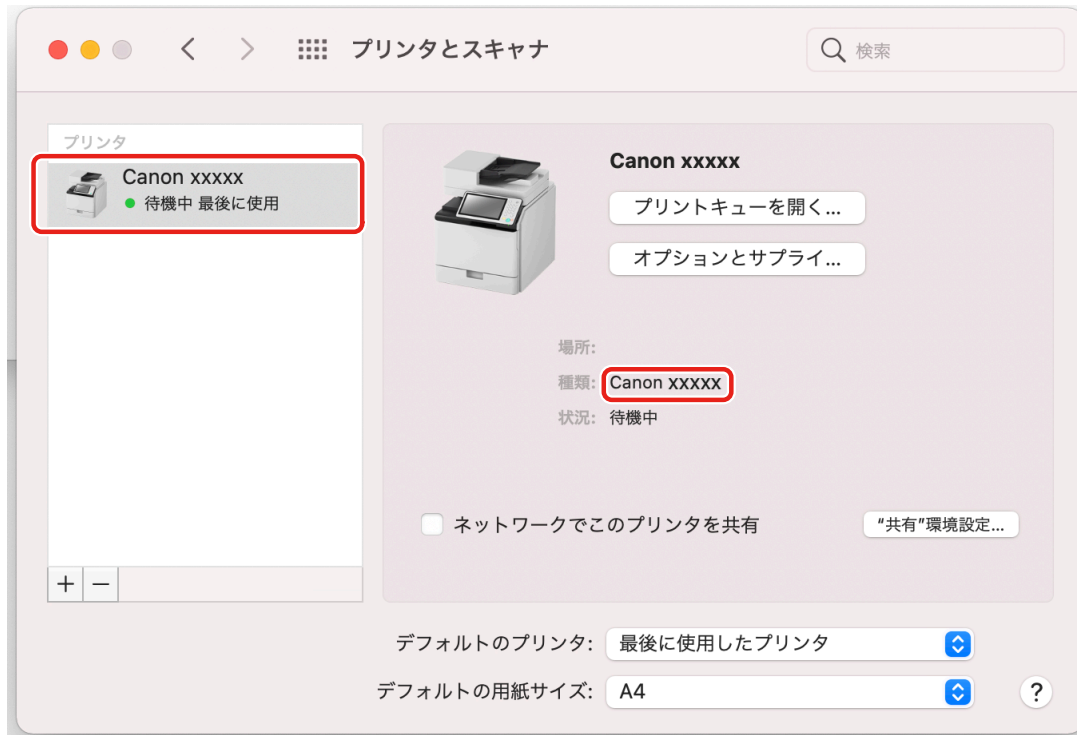 プリンタとスキャナ
検索
プリンタ
Canon xxxxx
待機中 最後に使用
Canon xxxxx
プリントキューを開く...
オプションとサプライ...
場所:
種類: Canon xxxxx
状況: 待機中
ネットワークでこのプリンタを共有
“共有”環境設定...
+ −
デフォルトのプリンタ: 最後に使用したプリンタ
デフォルトの用紙サイズ: A4
?